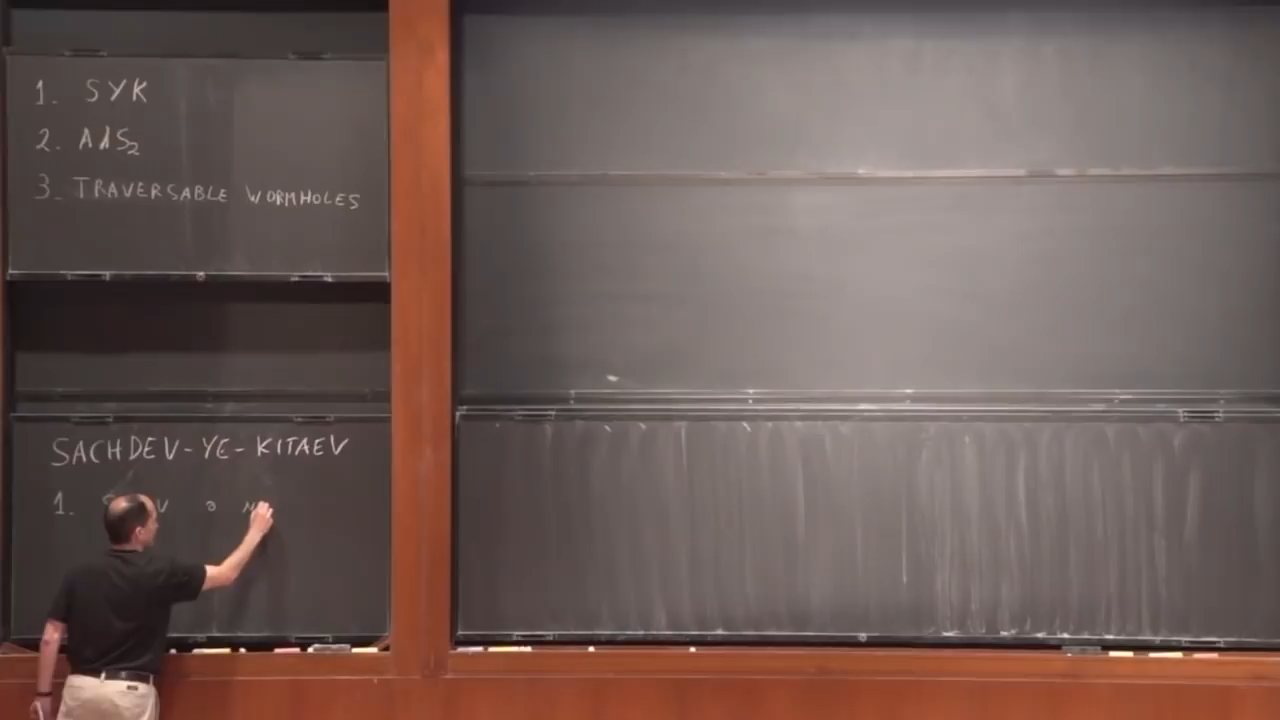 1. SYK
2. AdS₂
3. TRAVERSABLE WORMHOLES
SACHDEV-YE-KITAEV
1.